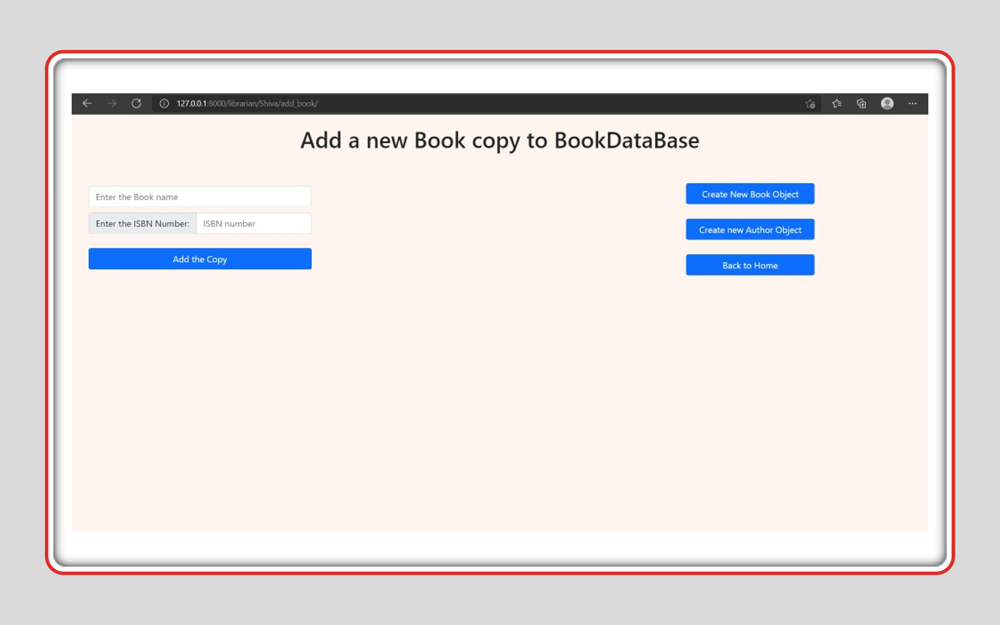 127.0.0.1:8000/librarian/Shiva/add_book/
Add a new Book copy to BookDataBase
Enter the Book name
Enter the ISBN Number: ISBN number
Add the Copy
Create New Book Object
Create new Author Object
Back to Home